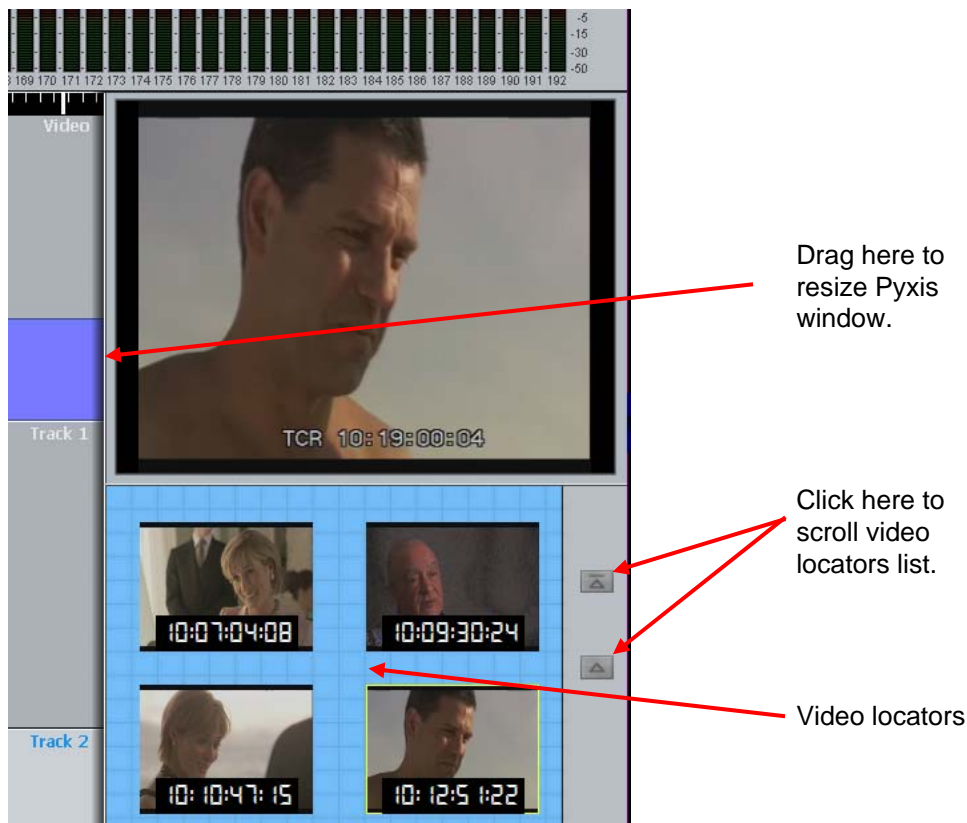 -5
-15
-30
-50
169 170 171 172 173 174 175 176 177 178 179 180 181 182 183 184 185 186 187 188 189 190 191 192
Video
Drag here to
resize Pyxis
window.
Track 1
TCR 10:19:00:04
Click here to
scroll video
locators list.
10:07:04:08
10:09:30:24
Video locators
Track 2
10:10:47:15
10:12:51:22